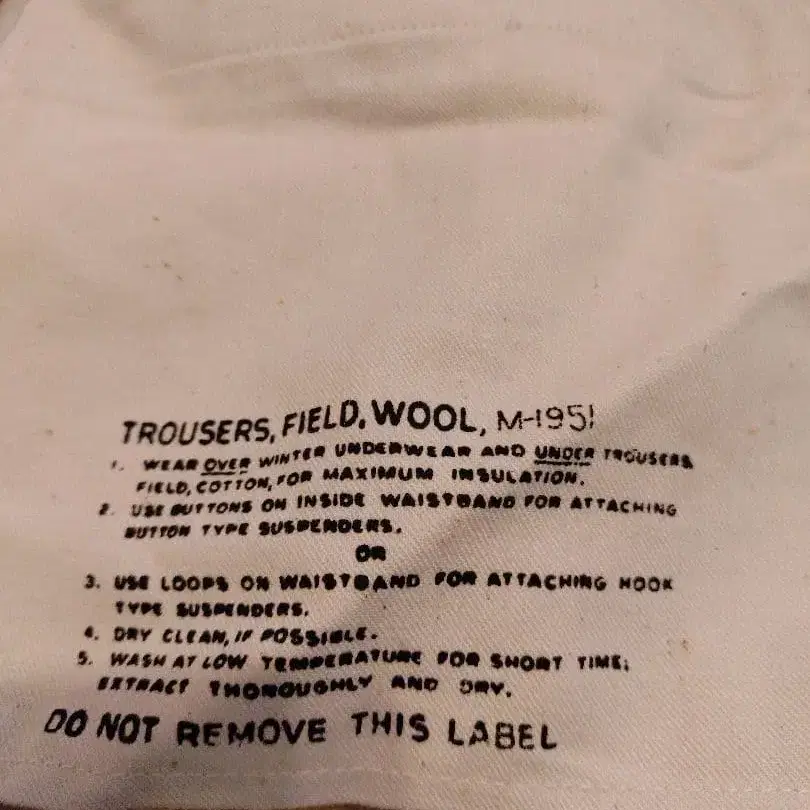 TROUSERS, FIELD, WOOL, M-1951
1. WEAR OVER WINTER UNDERWEAR AND UNDER TROUSERS
FIELD, COTTON, FOR MAXIMUM INSULATION.
2. USE BUTTONS ON INSIDE WAISTBAND FOR ATTACHING
BUTTON TYPE SUSPENDERS.
OR
3. USE LOOPS ON WAISTBAND FOR ATTACHING HOOK
TYPE SUSPENDERS.
4. DRY CLEAN, IF POSSIBLE.
5. WASH AT LOW TEMPERATURE FOR SHORT TIME;
EXTRACT THOROUGHLY AND DRY.
DO NOT REMOVE THIS LABEL